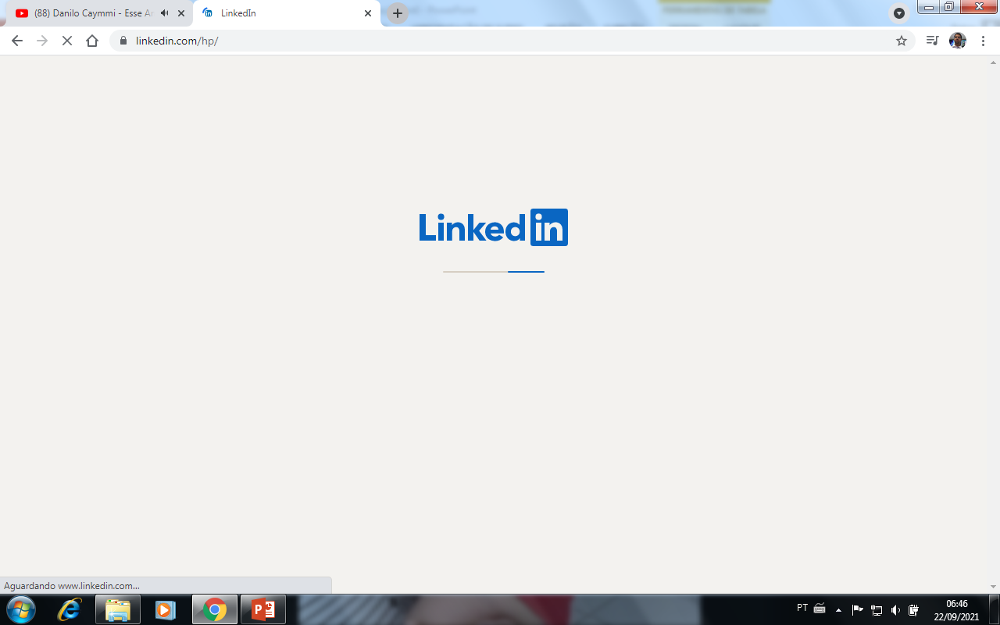 (88) Danilo Caymmi - Esse Ar
LinkedIn
linkedin.com/hp/
Linkedin
Aguardando www.linkedin.com...
PT
06:46
22/09/2021